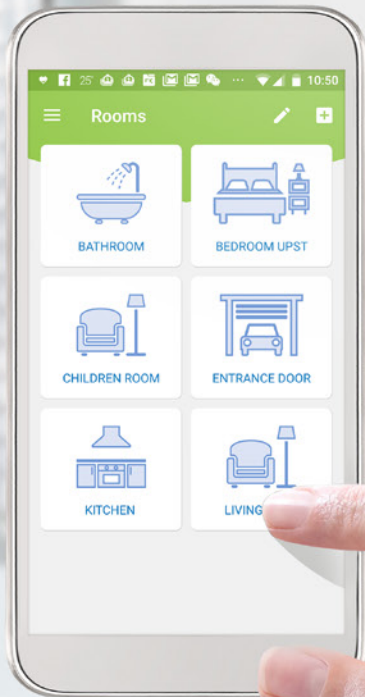 25° 10:50
Rooms
BATHROOM
BEDROOM UPST
CHILDREN ROOM
ENTRANCE DOOR
KITCHEN
LIVING